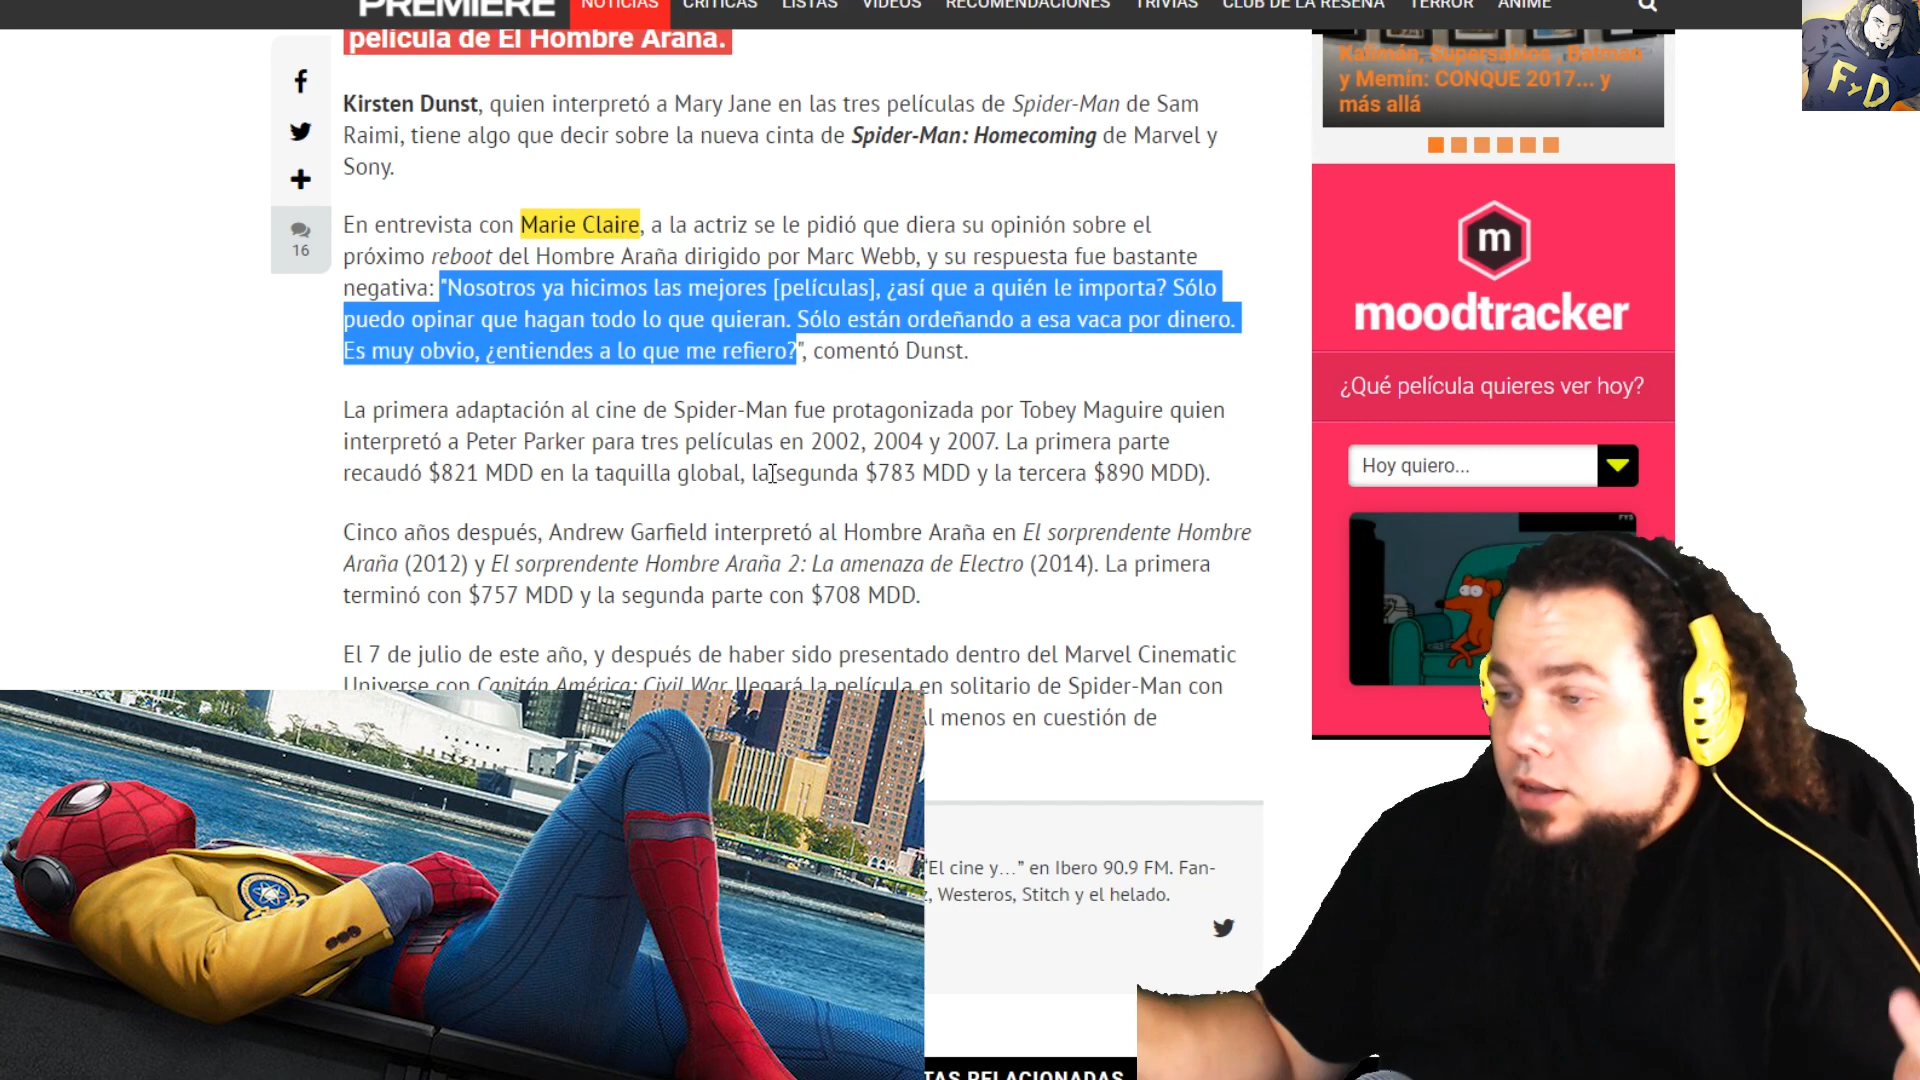 PREMIERE NOTICIAS CRÍTICAS LISTAS VIDEOS RECOMENDACIONES TRIVIAS CLUB DE LA RESEÑA TERROR ANIME
película de El Hombre Araña.
Kirsten Dunst, quien interpretó a Mary Jane en las tres películas de Spider-Man de Sam
Raimi, tiene algo que decir sobre la nueva cinta de Spider-Man: Homecoming de Marvel y
Sony.
16
En entrevista con Marie Claire, a la actriz se le pidió que diera su opinión sobre el
próximo reboot del Hombre Araña dirigido por Marc Webb, y su respuesta fue bastante
negativa: "Nosotros ya hicimos las mejores [películas], ¿así que a quién le importa? Sólo
puedo opinar que hagan todo lo que quieran. Sólo están ordeñando a esa vaca por dinero.
Es muy obvio, ¿entiendes a lo que me refiero?", comentó Dunst.
La primera adaptación al cine de Spider-Man fue protagonizada por Tobey Maguire quien
interpretó a Peter Parker para tres películas en 2002, 2004 y 2007. La primera parte
recaudó $821 MDD en la taquilla global, la segunda $783 MDD y la tercera $890 MDD).
Cinco años después, Andrew Garfield interpretó al Hombre Araña en El sorprendente Hombre
Araña (2012) y El sorprendente Hombre Araña 2: La amenaza de Electro (2014). La primera
terminó con $757 MDD y la segunda parte con $708 MDD.
El 7 de julio de este año, y después de haber sido presentado dentro del Marvel Cinematic
Universe con Capitán América: Civil War, llegará la película en solitario de Spider-Man con
Al menos en cuestión de
"El cine y..." en Ibero 90.9 FM. Fan-
, Westeros, Stitch y el helado.
TAS RELACIONADAS
Kalimán, Supersabios, Batman
y Memín: CONQUE 2017... y
más allá
m
moodtracker
¿Qué película quieres ver hoy?
Hoy quiero...
FYD